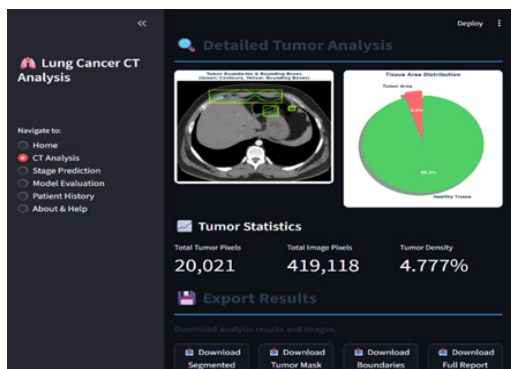 Deploy
Lung Cancer CT
Analysis
Navigate to:
Home
CT Analysis
Stage Prediction
Model Evaluation
Patient History
About & Help
Detailed Tumor Analysis
Tumor Boundaries & Bounding Boxes
(Green: Contours, Yellow: Bounding Boxes)
Tissue Area Distribution
Tumor Area
Healthy Tissue
Tumor Statistics
Total Tumor Pixels
20,021
Total Image Pixels
419,118
Tumor Density
4.777%
Export Results
Download analysis results and images:
Download
Segmented
Download
Tumor Mask
Download
Boundaries
Download
Full Report